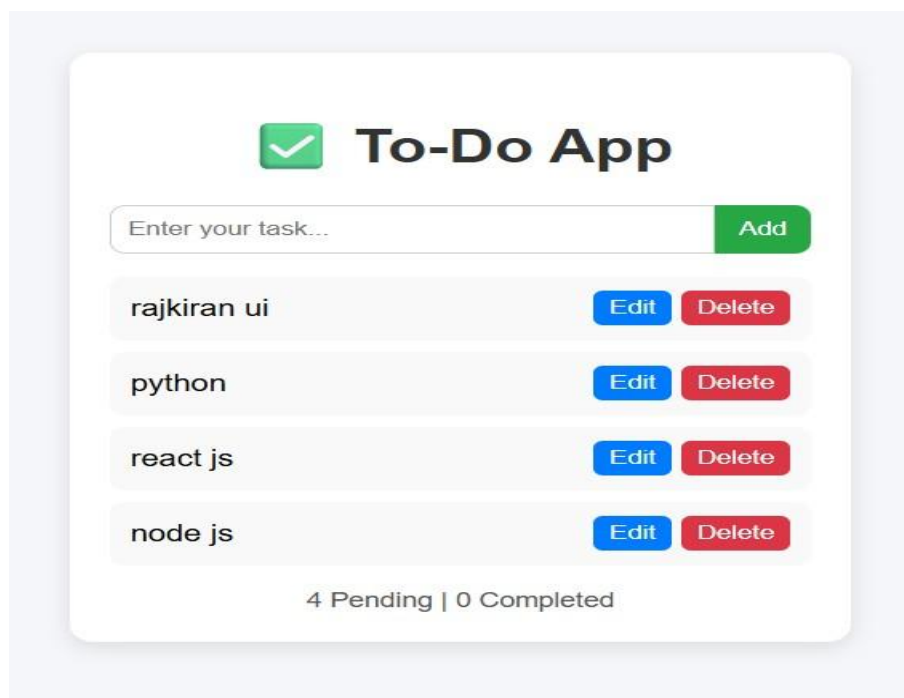 ✅ To-Do App
Enter your task... Add
rajkiran ui Edit Delete
python Edit Delete
react js Edit Delete
node js Edit Delete
4 Pending | 0 Completed